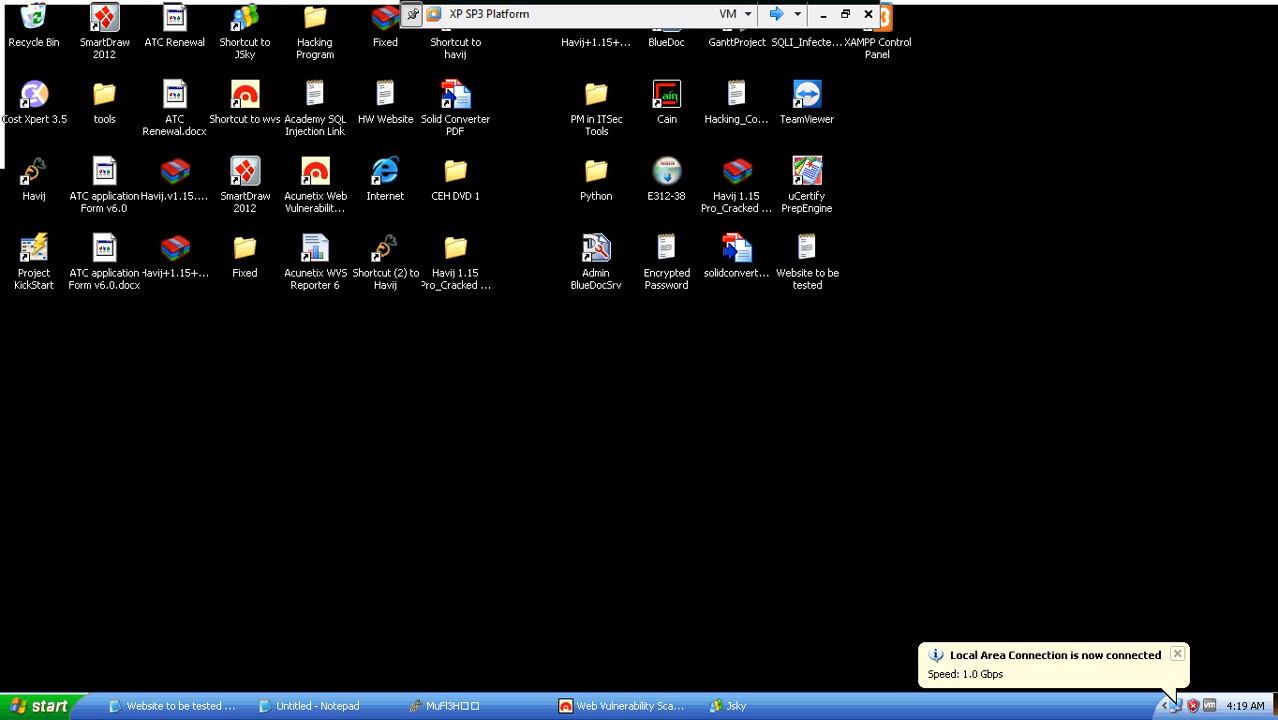 XP SP3 Platform
VM
Recycle Bin
SmartDraw
2012
ATC Renewal
Shortcut to
JSky
Hacking
Program
Fixed
Shortcut to
havij
Havij+1.15+...
BlueDoc
GanttProject
SQLI_Infecte...
XAMPP Control
Panel
Cost Xpert 3.5
tools
ATC
Renewal.docx
Shortcut to wvs
Academy SQL
Injection Link
HW Website
Solid Converter
PDF
PM in ITSec
Tools
Cain
Hacking_Co...
TeamViewer
Havij
ATC application
Form v6.0
Havij.v1.15....
SmartDraw
2012
Acunetix Web
Vulnerabilit...
Internet
CEH DVD 1
Python
E312-38
Havij 1.15
Pro_Cracked ...
uCertify
PrepEngine
Project
KickStart
ATC application
Form v6.0.docx
Havij+1.15+...
Fixed
Acunetix WVS
Reporter 6
Shortcut (2) to
Havij
Havij 1.15
Pro_Cracked ...
Admin
BlueDocSrv
Encrypted
Password
solidconvert...
Website to be
tested
Local Area Connection is now connected
Speed: 1.0 Gbps
start
Website to be tested ...
Untitled - Notepad
MuFl3H□□
Web Vulnerability Sca...
Jsky
4:19 AM